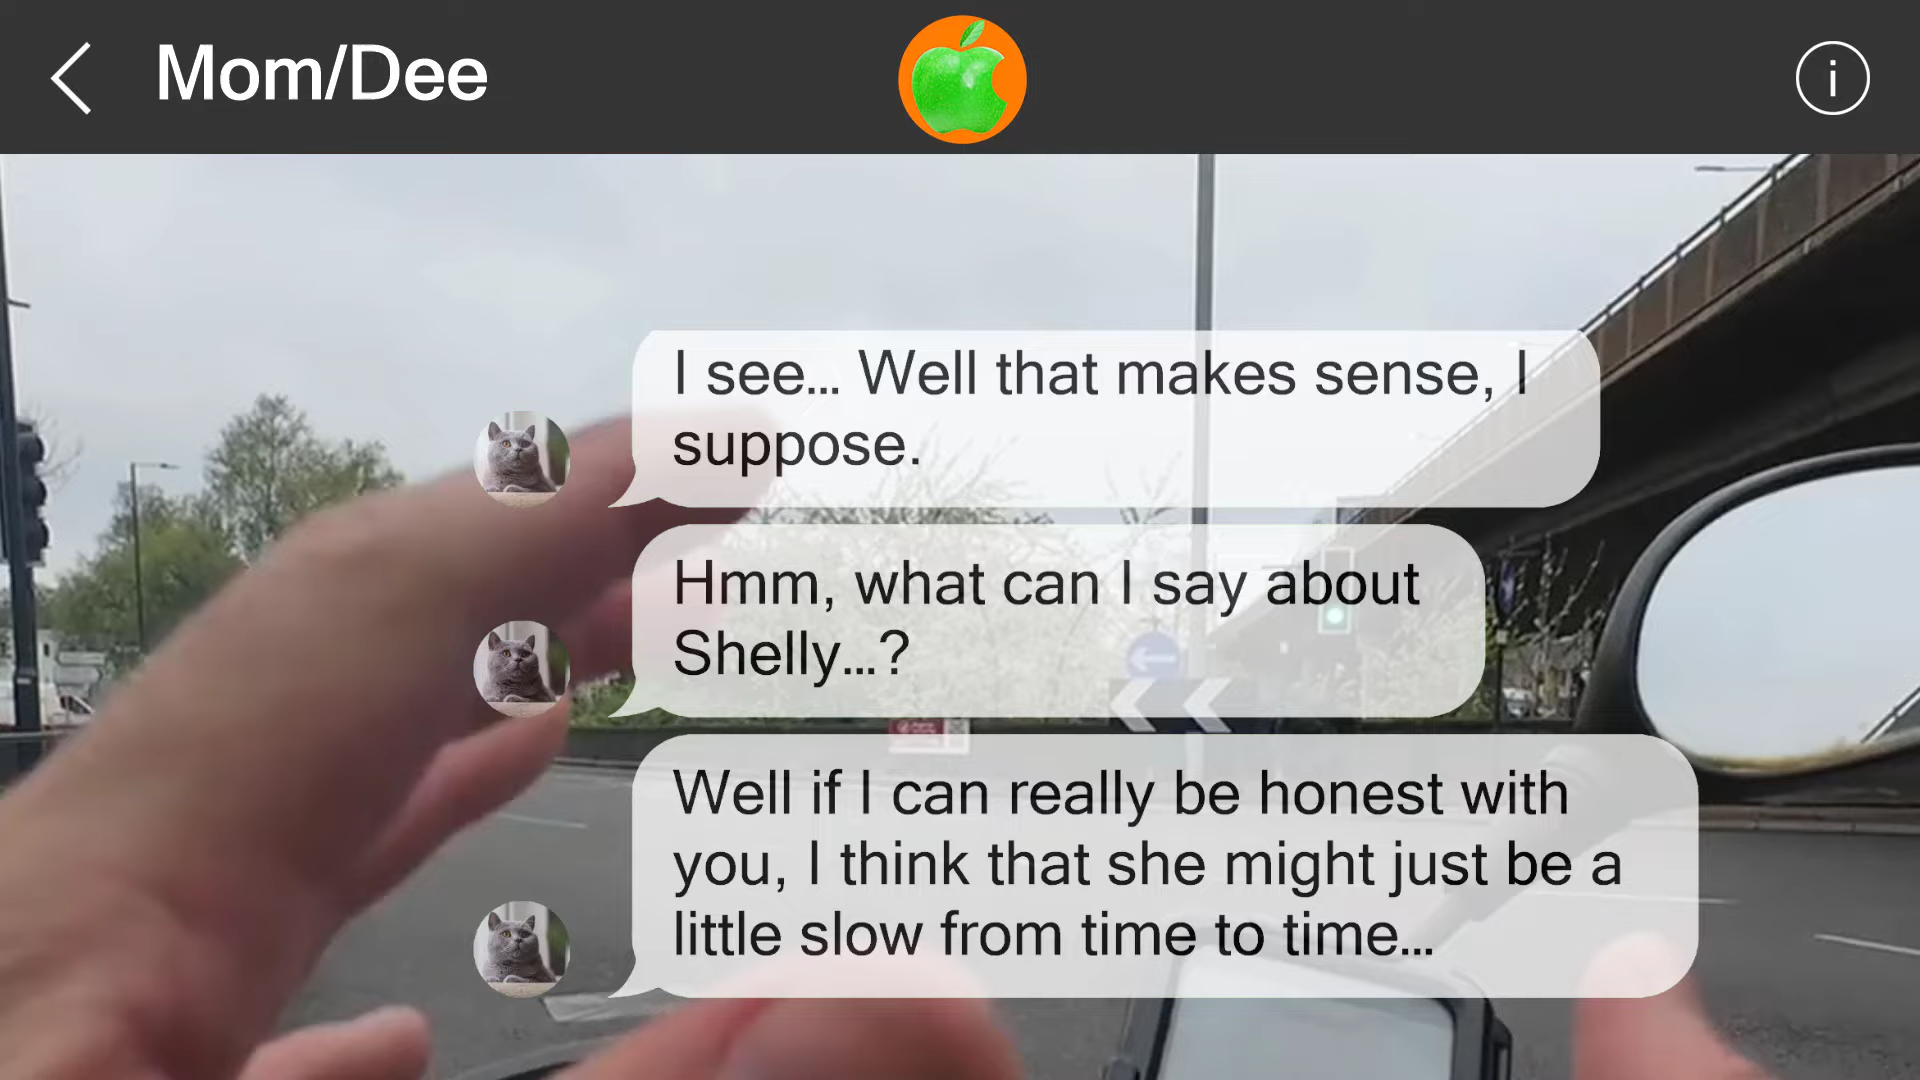 Mom/Dee
I see... Well that makes sense, I
suppose.
Hmm, what can I say about
Shelly...?
Well if I can really be honest with
you, I think that she might just be a
little slow from time to time...